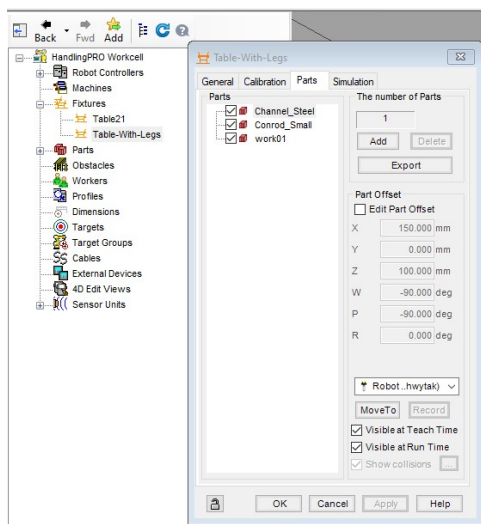 Back
Fwd
Add
HandlingPRO Workcell
Robot Controllers
Machines
Fixtures
Table21
Table-With-Legs
Parts
Obstacles
Workers
Profiles
Dimensions
Targets
Target Groups
Cables
External Devices
4D Edit Views
Sensor Units
Table-With-Legs
General Calibration Parts Simulation
Parts
Channel_Steel
Conrod_Small
work01
The number of Parts
1
Add Delete
Export
Part Offset
Edit Part Offset
X 150.000 mm
Y 0.000 mm
Z 100.000 mm
W -90.000 deg
P -90.000 deg
R 0.000 deg
Robot..hwytak)
MoveTo Record
Visible at Teach Time
Visible at Run Time
Show collisions ...
OK Cancel Apply Help